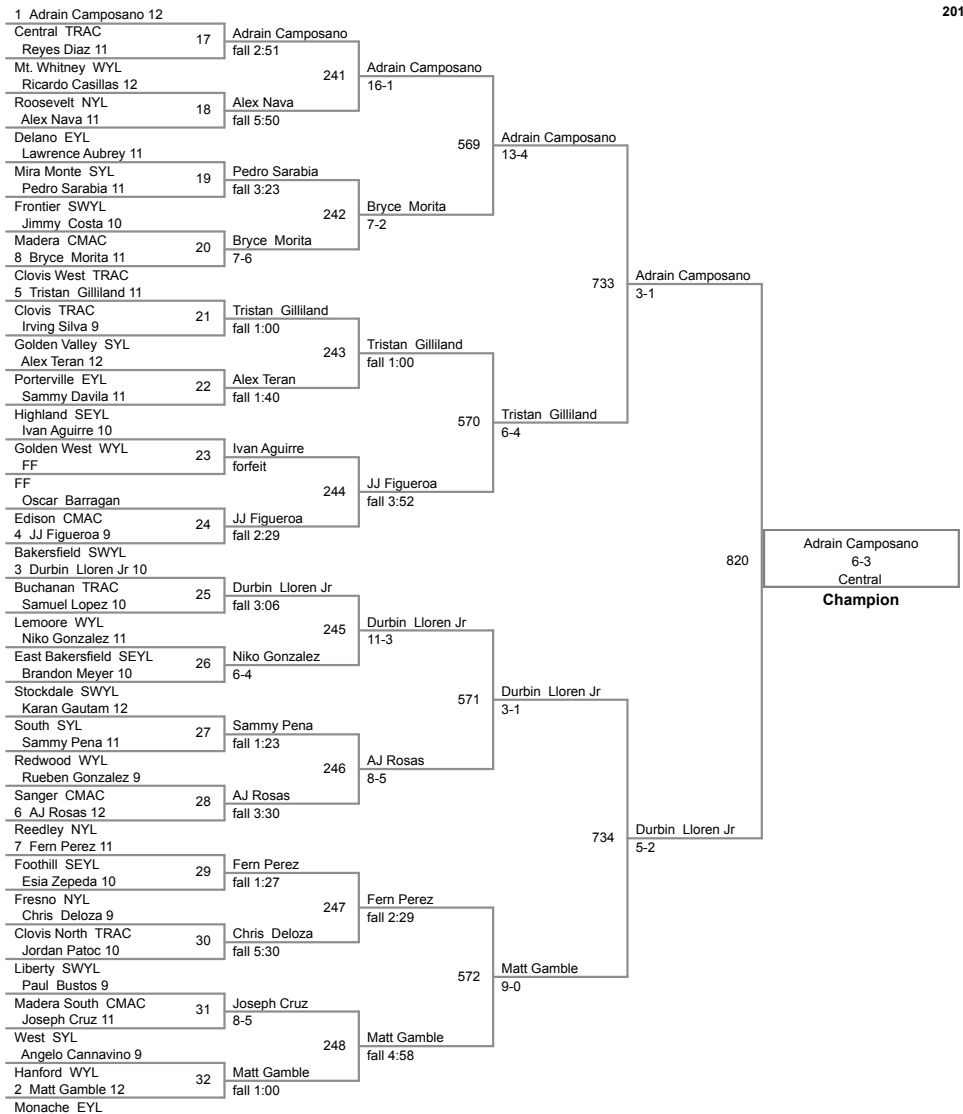 201
1 Adrain Camposano 12
Central TRAC
Reyes Diaz 11
Mt. Whitney WYL
Ricardo Casillas 12
Roosevelt NYL
Alex Nava 11
Delano EYL
Lawrence Aubrey 11
Mira Monte SYL
Pedro Sarabia 11
Frontier SWYL
Jimmy Costa 10
Madera CMAC
8 Bryce Morita 11
Clovis West TRAC
5 Tristan Gilliland 11
Clovis TRAC
Irving Silva 9
Golden Valley SYL
Alex Teran 12
Porterville EYL
Sammy Davila 11
Highland SEYL
Ivan Aguirre 10
Golden West WYL
FF
FF
Oscar Barragan
Edison CMAC
4 JJ Figueroa 9
Bakersfield SWYL
3 Durbin Lloren Jr 10
Buchanan TRAC
Samuel Lopez 10
Lemoore WYL
Niko Gonzalez 11
East Bakersfield SEYL
Brandon Meyer 10
Stockdale SWYL
Karan Gautam 12
South SYL
Sammy Pena 11
Redwood WYL
Rueben Gonzalez 9
Sanger CMAC
6 AJ Rosas 12
Reedley NYL
7 Fern Perez 11
Foothill SEYL
Esia Zepeda 10
Fresno NYL
Chris Deloza 9
Clovis North TRAC
Jordan Patoc 10
Liberty SWYL
Paul Bustos 9
Madera South CMAC
Joseph Cruz 11
West SYL
Angelo Cannavino 9
Hanford WYL
2 Matt Gamble 12
Monache EYL
17
18
19
20
21
22
23
24
25
26
27
28
29
30
31
32
Adrain Camposano
fall 2:51
Alex Nava
fall 5:50
Pedro Sarabia
fall 3:23
Bryce Morita
7-6
Tristan Gilliland
fall 1:00
Alex Teran
fall 1:40
Ivan Aguirre
forfeit
JJ Figueroa
fall 2:29
Durbin Lloren Jr
fall 3:06
Niko Gonzalez
6-4
Sammy Pena
fall 1:23
AJ Rosas
fall 3:30
Fern Perez
fall 1:27
Chris Deloza
fall 5:30
Joseph Cruz
8-5
Matt Gamble
fall 1:00
241
242
243
244
245
246
247
248
Adrain Camposano
16-1
Bryce Morita
7-2
Tristan Gilliland
fall 1:00
JJ Figueroa
fall 3:52
Durbin Lloren Jr
11-3
AJ Rosas
8-5
Fern Perez
fall 2:29
Matt Gamble
fall 4:58
569
570
571
572
Adrain Camposano
13-4
Tristan Gilliland
6-4
Durbin Lloren Jr
3-1
Matt Gamble
9-0
733
734
Adrain Camposano
3-1
Durbin Lloren Jr
5-2
820
Adrain Camposano
6-3
Central
Champion